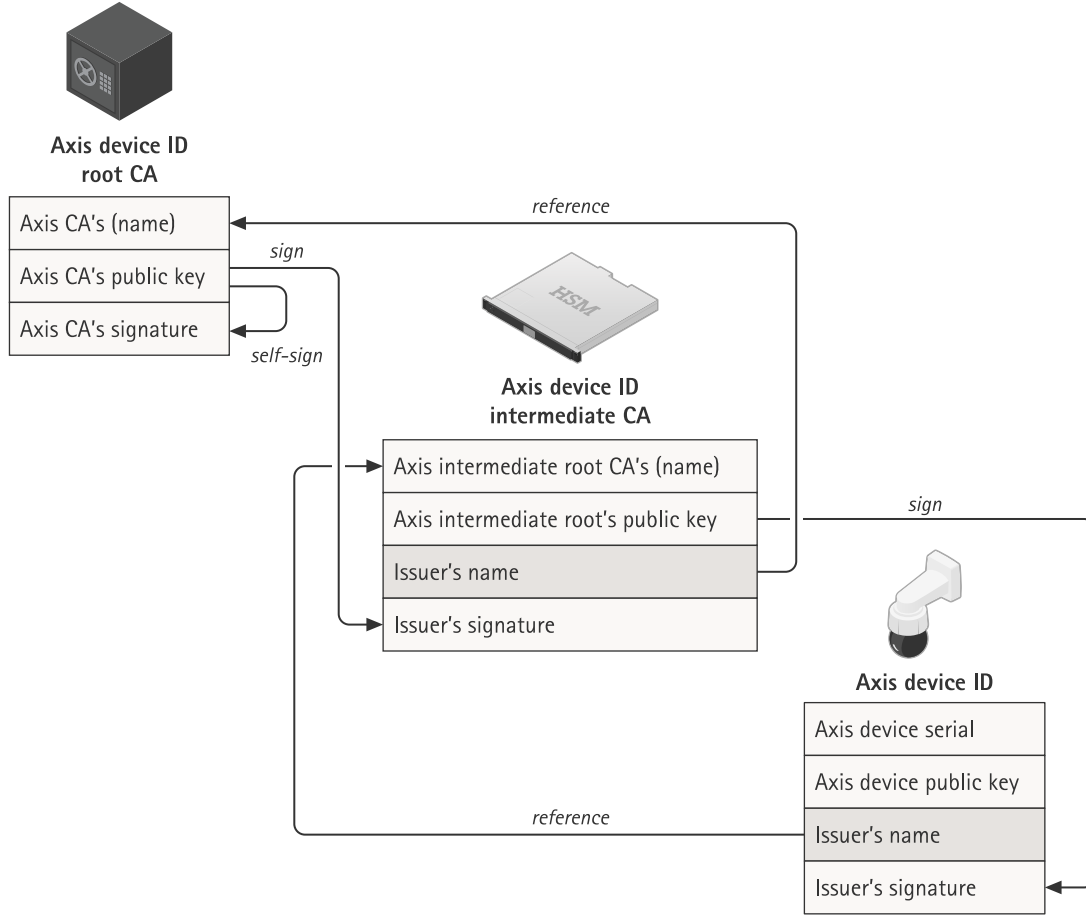 Axis device ID
root CA
Axis CA's (name)
Axis CA's public key
Axis CA's signature
reference
sign
self-sign
HSM
Axis device ID
intermediate CA
Axis intermediate root CA's (name)
Axis intermediate root's public key
Issuer's name
Issuer's signature
sign
Axis device ID
Axis device serial
Axis device public key
Issuer's name
Issuer's signature
reference